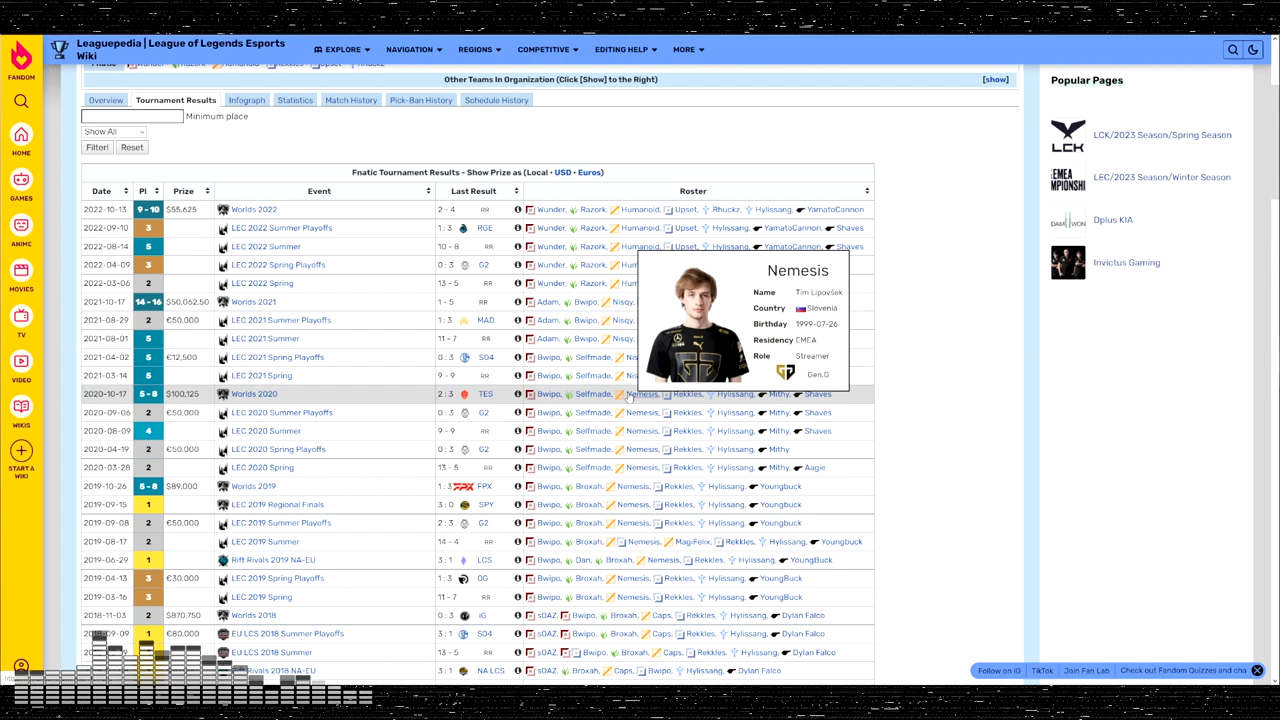 Leaguepedia | League of Legends Esports Wiki
EXPLORE NAVIGATION REGIONS COMPETITIVE EDITING HELP MORE
FANDOM
HOME
GAMES
ANIME
MOVIES
TV
VIDEO
WIKIS
START A WIKI
Other Teams In Organization (Click [Show] to the Right) [show]
Overview Tournament Results Infograph Statistics Match History Pick-Ban History Schedule History
Minimum place
Show All
Filter! Reset
Fnatic Tournament Results - Show Prize as (Local • USD • Euros)
Date Pl Prize Event Last Result Roster
2022-10-13 9 - 10 $55,625 Worlds 2022 2 - 4 RR Wunder, Razork, Humanoid, Upset, Rhuckz, Hylissang, YamatoCannon
2022-09-10 3 LEC 2022 Summer Playoffs 1 : 3 RGE Wunder, Razork, Humanoid, Upset, Hylissang, YamatoCannon, Shaves
2022-08-14 5 LEC 2022 Summer 10 - 8 RR Wunder, Razork, Humanoid, Upset, Hylissang, YamatoCannon, Shaves
2022-04-09 3 LEC 2022 Spring Playoffs 0 : 3 G2 Wunder, Razork, Hum
2022-03-06 2 LEC 2022 Spring 13 - 5 RR Wunder, Razork, Hum
2021-10-17 14 - 16 $50,062.50 Worlds 2021 1 - 5 RR Adam, Bwipo, Nisqy,
2021-08-29 2 €50,000 LEC 2021 Summer Playoffs 1 : 3 MAD Adam, Bwipo, Nisqy,
2021-08-01 5 LEC 2021 Summer 11 - 7 RR Adam, Bwipo, Nisqy,
2021-04-02 5 €12,500 LEC 2021 Spring Playoffs 1 : 3 S04 Bwipo, Selfmade, Nis
2021-03-14 5 LEC 2021 Spring 9 - 9 RR Bwipo, Selfmade, Nis
2020-10-17 5 - 8 $100,125 Worlds 2020 2 : 3 TES Bwipo, Selfmade, Nemesis, Rekkles, Hylissang, Mithy, Shaves
2020-09-06 2 €50,000 LEC 2020 Summer Playoffs 0 : 3 G2 Bwipo, Selfmade, Nemesis, Rekkles, Hylissang, Mithy, Shaves
2020-08-09 4 LEC 2020 Summer 9 - 9 RR Bwipo, Selfmade, Nemesis, Rekkles, Hylissang, Mithy, Shaves
2020-04-19 2 €50,000 LEC 2020 Spring Playoffs 0 : 3 G2 Bwipo, Selfmade, Nemesis, Rekkles, Hylissang, Mithy
2020-03-28 2 LEC 2020 Spring 13 - 5 RR Bwipo, Selfmade, Nemesis, Rekkles, Hylissang, Mithy, Aagie
2019-10-26 5 - 8 $89,000 Worlds 2019 1 : 3 FPX FPX Bwipo, Broxah, Nemesis, Rekkles, Hylissang, Youngbuck
2019-09-15 1 LEC 2019 Regional Finals 3 : 0 SPY Bwipo, Broxah, Nemesis, Rekkles, Hylissang, Youngbuck
2019-09-08 2 €50,000 LEC 2019 Summer Playoffs 2 : 3 G2 Bwipo, Broxah, Nemesis, Rekkles, Hylissang, Youngbuck
2019-08-17 2 LEC 2019 Summer 14 - 4 RR Bwipo, Broxah, Nemesis, MagiFelix, Rekkles, Hylissang, Youngbuck
2019-06-29 1 Rift Rivals 2019 NA-EU 3 : 1 LCS Bwipo, Dan, Broxah, Nemesis, Rekkles, Hylissang, YoungBuck
2019-04-13 3 €30,000 LEC 2019 Spring Playoffs 1 : 3 OG Bwipo, Broxah, Nemesis, Rekkles, Hylissang, YoungBuck
2019-03-16 3 LEC 2019 Spring 11 - 7 RR Bwipo, Broxah, Nemesis, Rekkles, Hylissang, YoungBuck
2018-11-03 2 $870,750 Worlds 2018 0 : 3 iG sOAZ, Bwipo, Broxah, Caps, Rekkles, Hylissang, Dylan Falco
09-09 1 €80,000 EU LCS 2018 Summer Playoffs 3 : 1 S04 sOAZ, Bwipo, Broxah, Caps, Rekkles, Hylissang, Dylan Falco
EU LCS 2018 Summer 13 - 5 RR sOAZ, Bwipo, Broxah, Caps, Rekkles, Hylissang, Dylan Falco
Rivals 2018 NA-EU 3 : 1 NA LCS sOAZ, Broxah, Caps, Bwipo, Hylissang, Dylan Falco
Nemesis
Name Tim Lipovšek
Country Slovenia
Birthday 1999-07-26
Residency EMEA
Role Streamer
Gen.G
Popular Pages
LCK
LCK/2023 Season/Spring Season
EMEA
MPIONSHI
LEC/2023 Season/Winter Season
DAM WON
Dplus KIA
Invictus Gaming
Follow on IG TikTok Join Fan Lab Check out Fandom Quizzes and cha